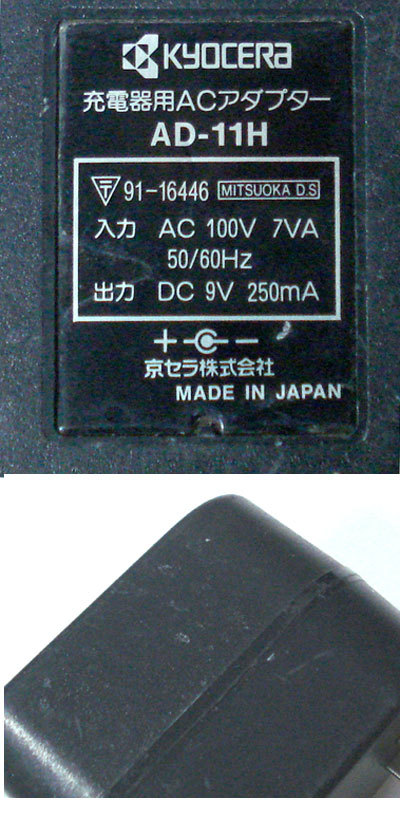 KYOCERA
充電器用ACアダプター
AD-11H
〒 91-16446 MITSUOKA D.S
入力 AC 100V 7VA
50/60Hz
出力 DC 9V 250mA
+ −
京セラ株式会社
MADE IN JAPAN